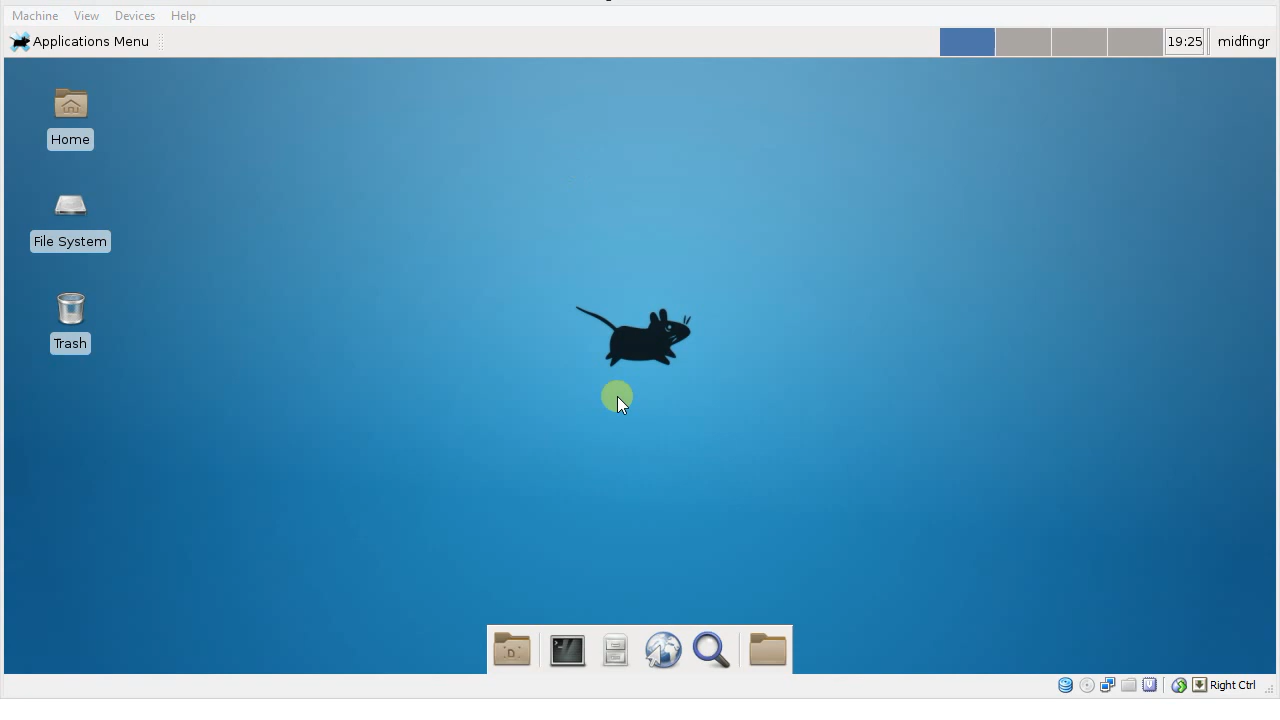 Machine View Devices Help
Applications Menu 19:25 midfingr
Home
File System
Trash
Right Ctrl